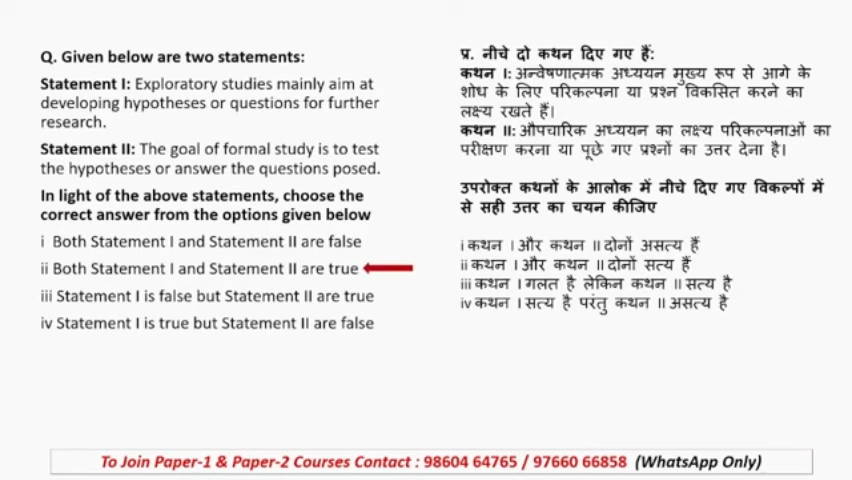 Q. Given below are two statements:
Statement I: Exploratory studies mainly aim at
developing hypotheses or questions for further
research.
Statement II: The goal of formal study is to test
the hypotheses or answer the questions posed.
In light of the above statements, choose the
correct answer from the options given below
i Both Statement I and Statement II are false
ii Both Statement I and Statement II are true
iii Statement I is false but Statement II are true
iv Statement I is true but Statement II are false
प्र. नीचे दो कथन दिए गए हैं:
कथन I: अन्वेषणात्मक अध्ययन मुख्य रूप से आगे के
शोध के लिए परिकल्पना या प्रश्न विकसित करने का
लक्ष्य रखते हैं।
कथन II: औपचारिक अध्ययन का लक्ष्य परिकल्पनाओं का
परीक्षण करना या पूछे गए प्रश्नों का उत्तर देना है।
उपरोक्त कथनों के आलोक में नीचे दिए गए विकल्पों में
से सही उत्तर का चयन कीजिए
i कथन I और कथन II दोनों असत्य हैं
ii कथन I और कथन II दोनों सत्य हैं
iii कथन I गलत है लेकिन कथन II सत्य है
iv कथन I सत्य है परंतु कथन II असत्य है
To Join Paper-1 & Paper-2 Courses Contact : 98604 64765 / 97660 66858 (WhatsApp Only)